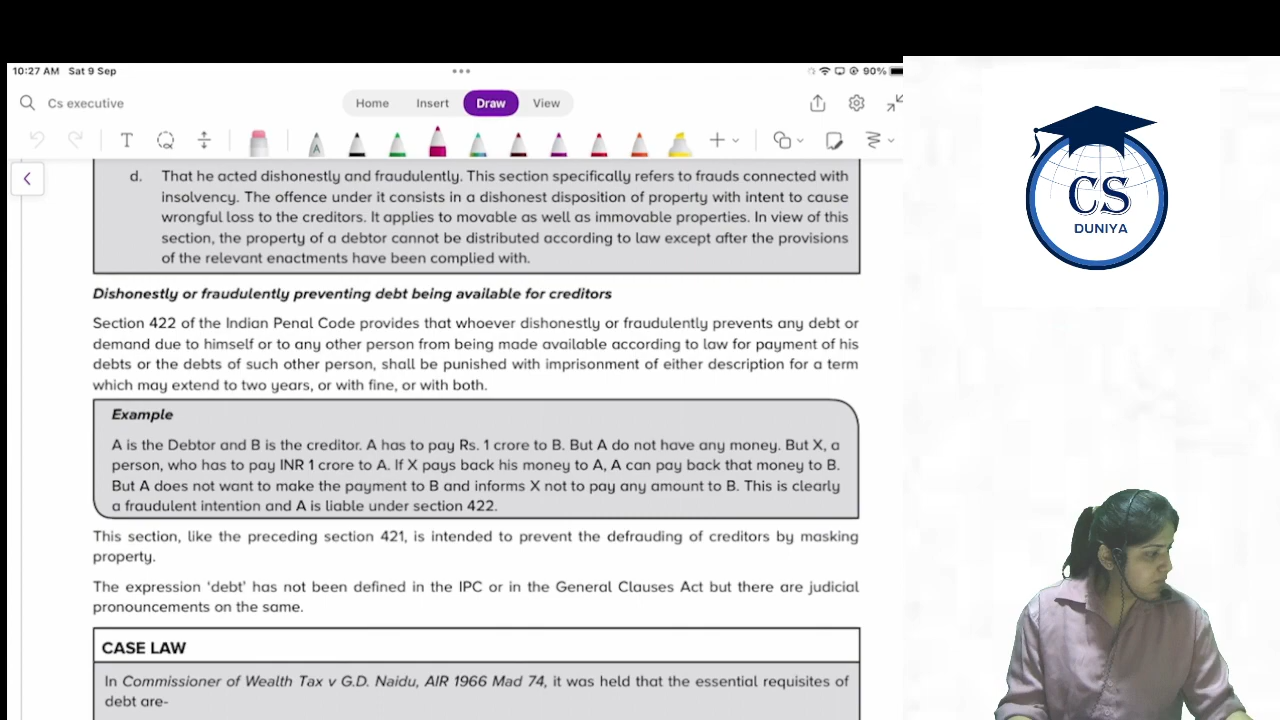 10:27 AM Sat 9 Sep
90%
Cs executive
Home Insert Draw View
T
A
d. That he acted dishonestly and fraudulently. This section specifically refers to frauds connected with
insolvency. The offence under it consists in a dishonest disposition of property with intent to cause
wrongful loss to the creditors. It applies to movable as well as immovable properties. In view of this
section, the property of a debtor cannot be distributed according to law except after the provisions
of the relevant enactments have been complied with.
Dishonestly or fraudulently preventing debt being available for creditors
Section 422 of the Indian Penal Code provides that whoever dishonestly or fraudulently prevents any debt or
demand due to himself or to any other person from being made available according to law for payment of his
debts or the debts of such other person, shall be punished with imprisonment of either description for a term
which may extend to two years, or with fine, or with both.
Example
A is the Debtor and B is the creditor. A has to pay Rs. 1 crore to B. But A do not have any money. But X, a
person, who has to pay INR 1 crore to A. If X pays back his money to A, A can pay back that money to B.
But A does not want to make the payment to B and informs X not to pay any amount to B. This is clearly
a fraudulent intention and A is liable under section 422.
This section, like the preceding section 421, is intended to prevent the defrauding of creditors by masking
property.
The expression 'debt' has not been defined in the IPC or in the General Clauses Act but there are judicial
pronouncements on the same.
CASE LAW
In Commissioner of Wealth Tax v G.D. Naidu, AIR 1966 Mad 74, it was held that the essential requisites of
debt are-
CS
DUNIYA